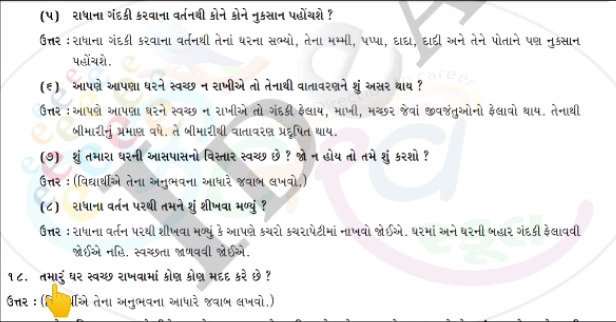 (૫) રાધાના ગંદકી કરવાના વર્તનથી કોને કોને નુકસાન પહોંચશે ?
ઉત્તર : રાધાના ગંદકી કરવાના વર્તનથી તેનાં ઘરના સભ્યો, તેના મમ્મી, પપ્પા, દાદા, દાદી અને તેને પોતાને પણ નુકસાન
પહોંચશે.
(૬) આપણે આપણા ઘરને સ્વચ્છ ન રાખીએ તો તેનાથી વાતાવરણને શું અસર થાય ?
ઉત્તર : આપણે આપણા ઘરને સ્વચ્છ ન રાખીએ તો ગંદકી ફેલાય, માખી, મચ્છર જેવાં જીવજંતુઓનો ફેલાવો થાય. તેનાથી
બીમારીનું પ્રમાણ વધે. તે બીમારીથી વાતાવરણ પ્રદૂષિત થાય.
(૭) શું તમારા ઘરની આસપાસનો વિસ્તાર સ્વચ્છ છે ? જો ન હોય તો તમે શું કરશો ?
ઉત્તર : (વિદ્યાર્થીએ તેના અનુભવના આધારે જવાબ લખવો.)
(૮) રાધાના વર્તન પરથી તમને શું શીખવા મળ્યું ?
ઉત્તર : રાધાના વર્તન પરથી શીખવા મળ્યું કે આપણે કચરો કચરાપેટીમાં નાખવો જોઈએ. ઘરમાં અને ઘરની બહાર ગંદકી ફેલાવવી
જોઈએ નહિ. સ્વચ્છતા જાળવવી જોઈએ.
૧૮. તમારું ઘર સ્વચ્છ રાખવામાં કોણ કોણ મદદ કરે છે ?
ઉત્તર : તેના અનુભવના આધારે જવાબ લખવો.)